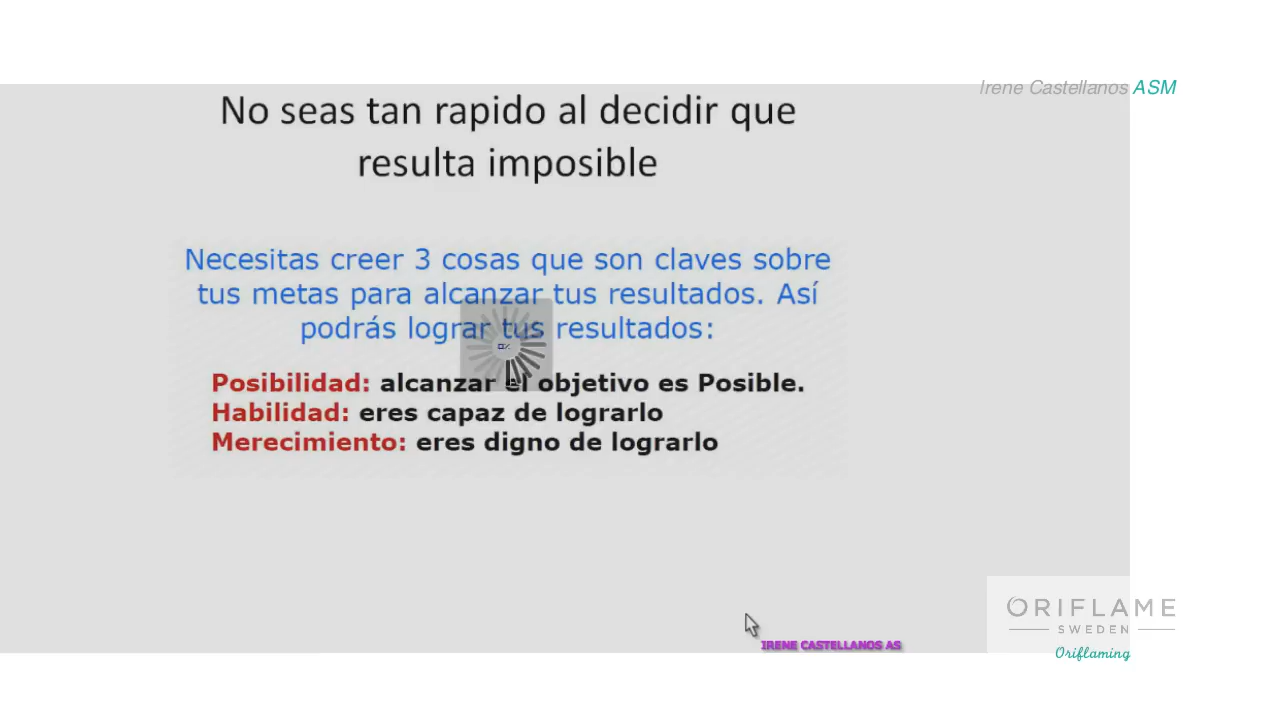 Irene Castellanos ASM
No seas tan rapido al decidir que
resulta imposible
Necesitas creer 3 cosas que son claves sobre
tus metas para alcanzar tus resultados. Así
podrás lograr tus resultados:
Posibilidad: alcanzar el objetivo es Posible.
Habilidad: eres capaz de lograrlo
Merecimiento: eres digno de lograrlo
ORIFLAME
SWEDEN
IRENE CASTELLANOS AS
Oriflaming